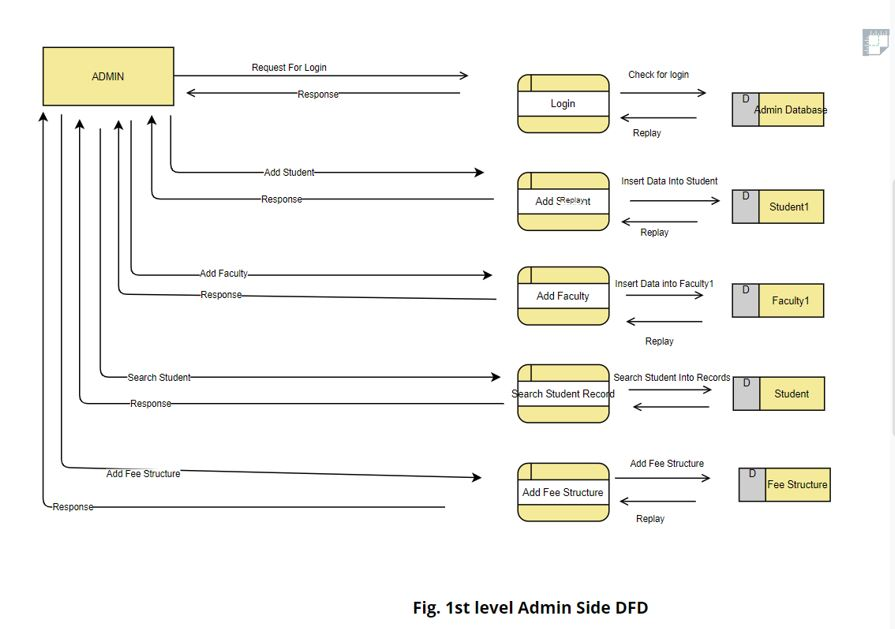 ADMIN
Request For Login
Response
Login
Check for login
Replay
D
Admin Database
Add Student
Response
Add Student
Replay
Insert Data Into Student
Replay
D
Student1
Add Faculty
Response
Add Faculty
Insert Data into Faculty1
Replay
D
Faculty1
Search Student
Response
Search Student Record
Search Student Into Records
D
Student
Add Fee Structure
Response
Add Fee Structure
Add Fee Structure
Replay
D
Fee Structure
Fig. 1st level Admin Side DFD